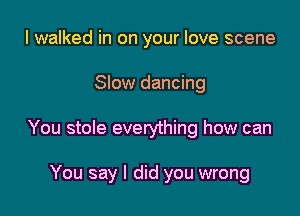 I walked in on your love scene
Slow dancing
You stole everything how can
You say I did you wrong